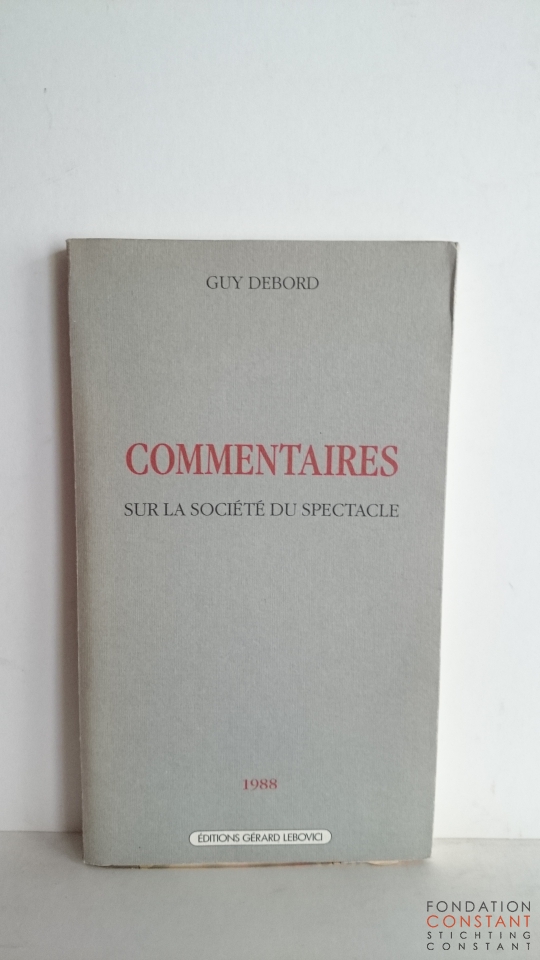 GUY DEBORD
COMMENTAIRES
SUR LA SOCIÉTÉ DU SPECTACLE
1988
ÉDITIONS GÉRARD LEBOVICI
FONDATION
CONSTANT
STICHTING
CONSTANT